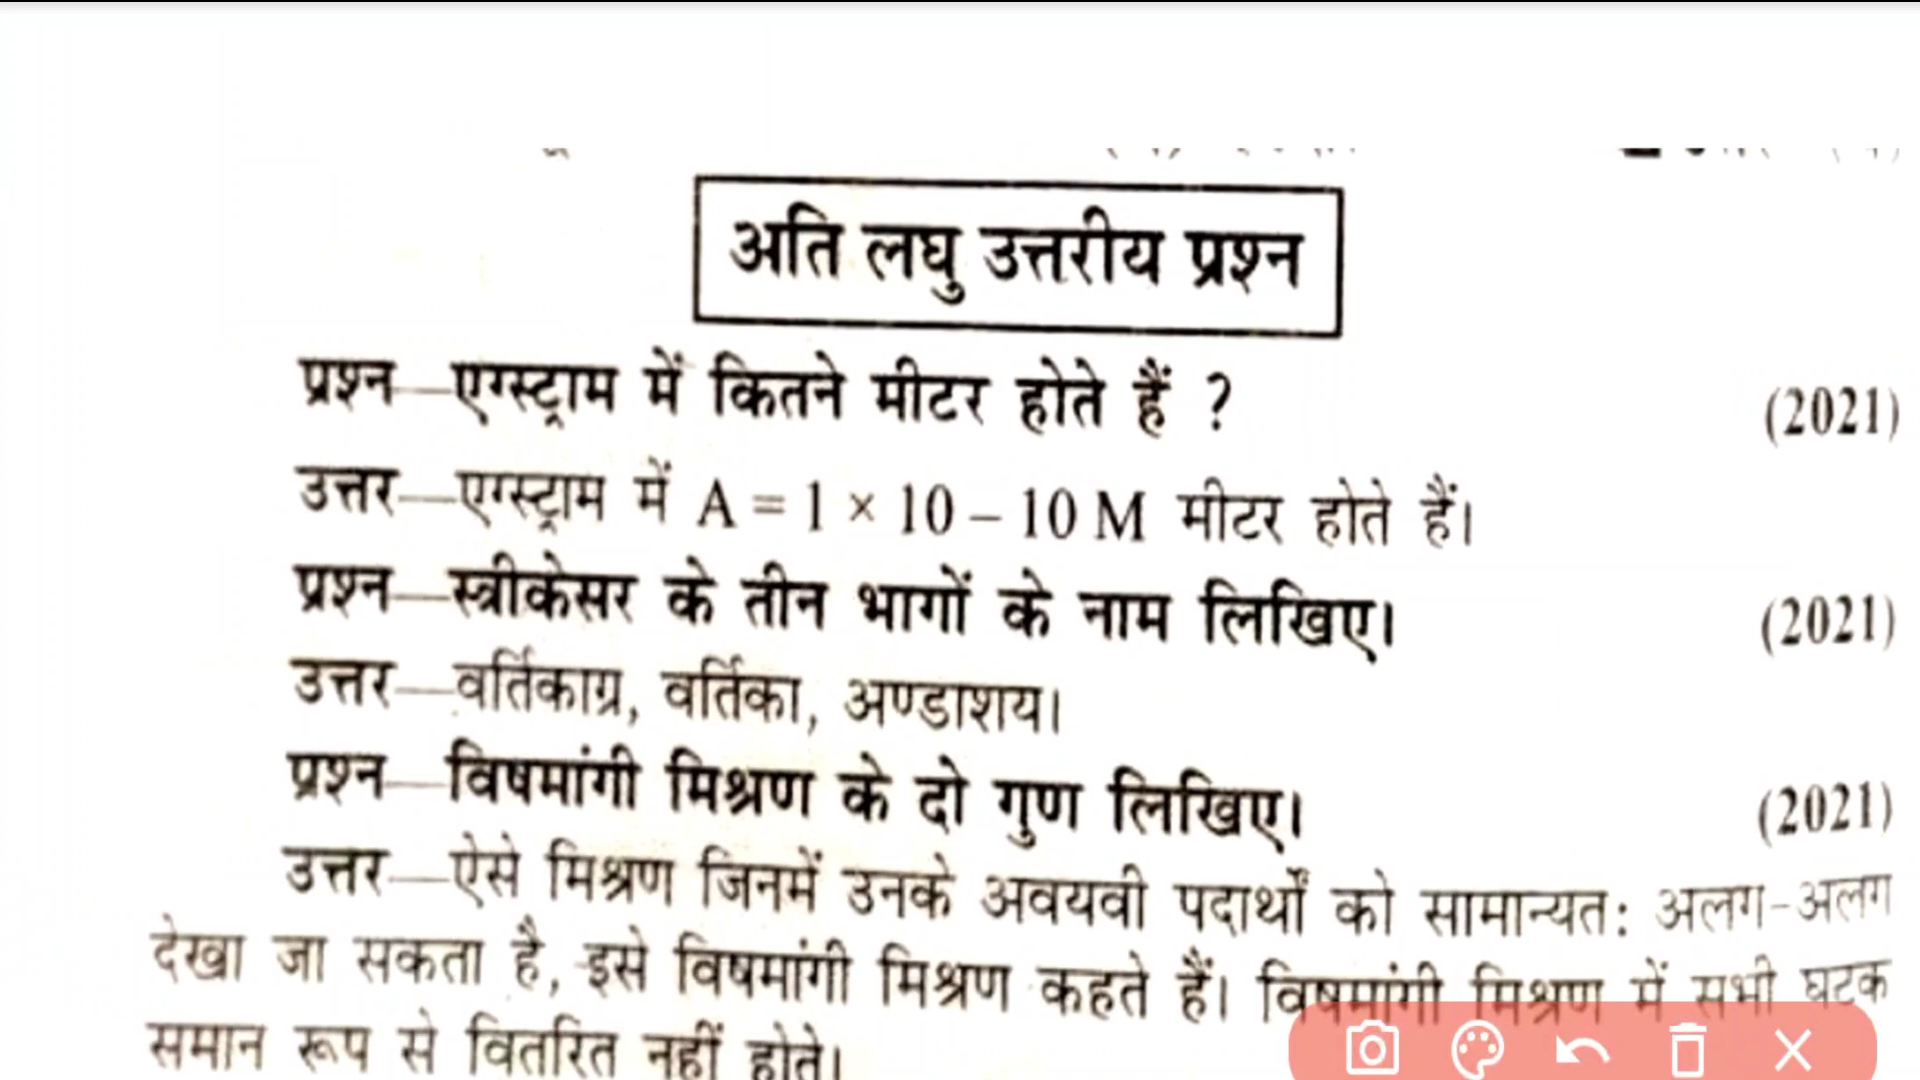 अति लघु उत्तरीय प्रश्न
प्रश्न—एग्स्ट्राम में कितने मीटर होते हैं ? (2021)
उत्तर—एग्स्ट्राम में A = 1 × 10 – 10 M मीटर होते हैं।
प्रश्न—स्त्रीकेसर के तीन भागों के नाम लिखिए। (2021)
उत्तर—वर्तिकाग्र, वर्तिका, अण्डाशय।
प्रश्न—विषमांगी मिश्रण के दो गुण लिखिए। (2021)
उत्तर—ऐसे मिश्रण जिनमें उनके अवयवी पदार्थों को सामान्यत: अलग-अलग
देखा जा सकता है, इसे विषमांगी मिश्रण कहते हैं। विषमांगी मिश्रण में सभी घटक
समान रूप से वितरित नहीं होते।